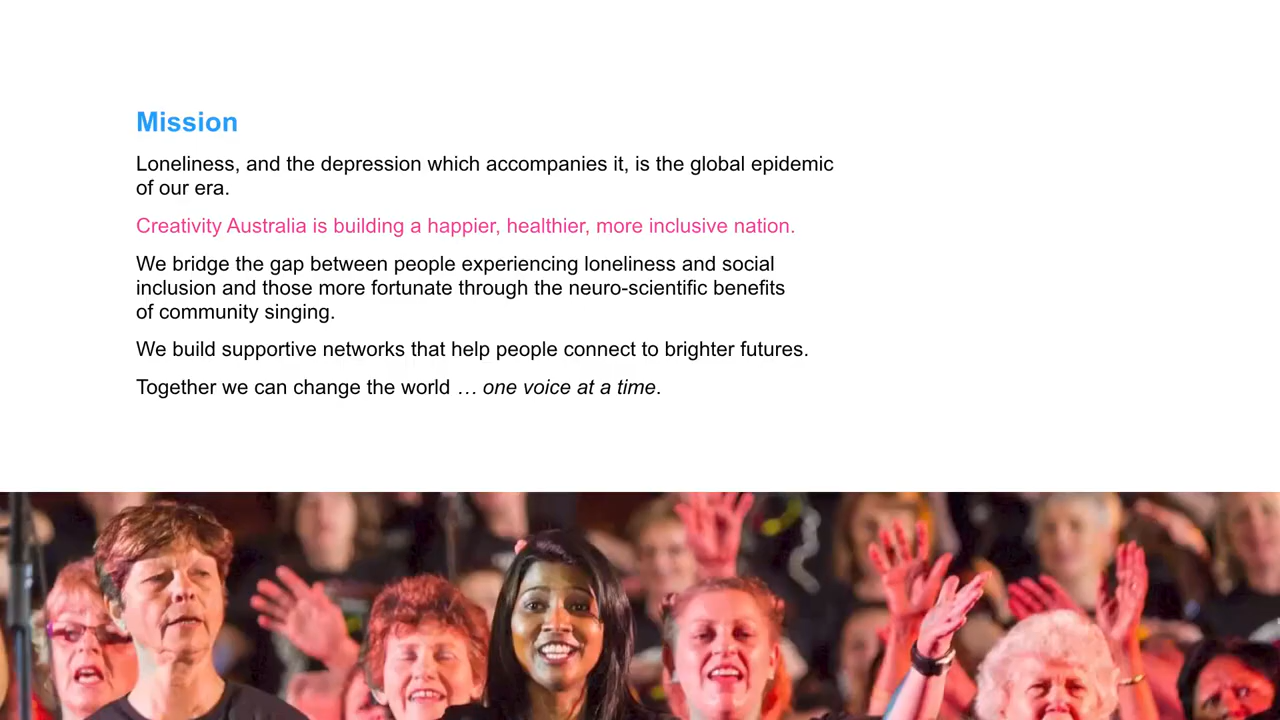 Mission
Loneliness, and the depression which accompanies it, is the global epidemic
of our era.
Creativity Australia is building a happier, healthier, more inclusive nation.
We bridge the gap between people experiencing loneliness and social
inclusion and those more fortunate through the neuro-scientific benefits
of community singing.
We build supportive networks that help people connect to brighter futures.
Together we can change the world … one voice at a time.